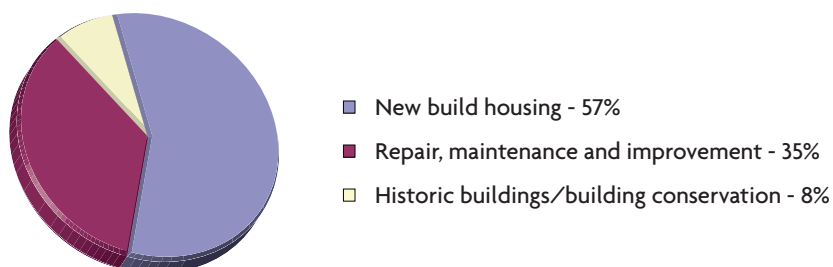 New build housing - 57%
Repair, maintenance and improvement - 35%
Historic buildings/building conservation - 8%